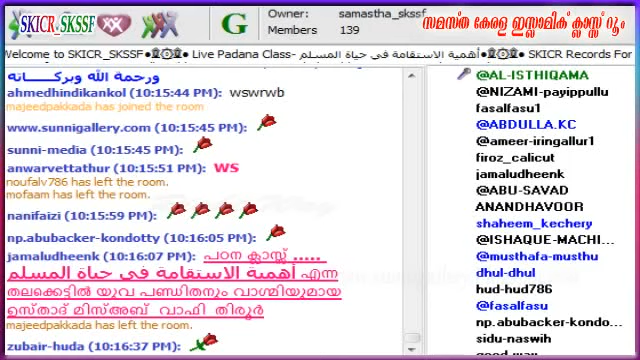 SKICR_SKSSF
G
Owner: samastha_skssf
Members 139
സമസ്ത കേരള ഇസ്ലാമിക് ക്ലാസ്സ് റൂം
Welcome to SKICR_SKSSF Live Padana Class- أهمية الاستقامة في حياة المسلم SKICR Records For
ورحمة الله وبركـــاته
ahmedhindikankol (10:15:44 PM): wswrwb
majeedpakkada has joined the room
www.sunnigallery.com (10:15:45 PM):
sunni-media (10:15:45 PM):
anwarvettathur (10:15:51 PM): WS
noufalv786 has left the room.
mofaam has left the room.
nanifaizi (10:15:59 PM):
np.abubacker-kondotty (10:16:05 PM):
jamaludheenk (10:16:07 PM): പഠന ക്ലാസ്സ് .....
أهمية الاستقامة في حياة المسلم എന്ന
തലക്കെട്ടില്‍ യുവ പണ്ഡിതനും വാഗ്മിയുമായ
ഉസ്താദ് മിസ്അബ് വാഫി തിരൂര്‍
majeedpakkada has left the room.
zubair-huda (10:16:37 PM):
@AL-ISTHIQAMA
@NIZAMI-payippullu
fasalfasu1
@ABDULLA.KC
@ameer-iringallur1
firoz_calicut
jamaludheenk
@ABU-SAVAD
ANANDHAVOOR
shaheem_kechery
@ISHAQUE-MACHI...
@musthafa-musthu
dhul-dhul
hud-hud786
@fasalfasu
np.abubacker-kondo...
sidu-naswih